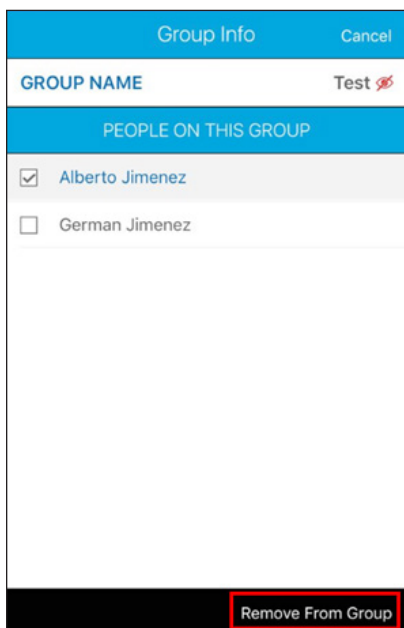 Group Info Cancel
GROUP NAME Test
PEOPLE ON THIS GROUP
Alberto Jimenez
German Jimenez
Remove From Group